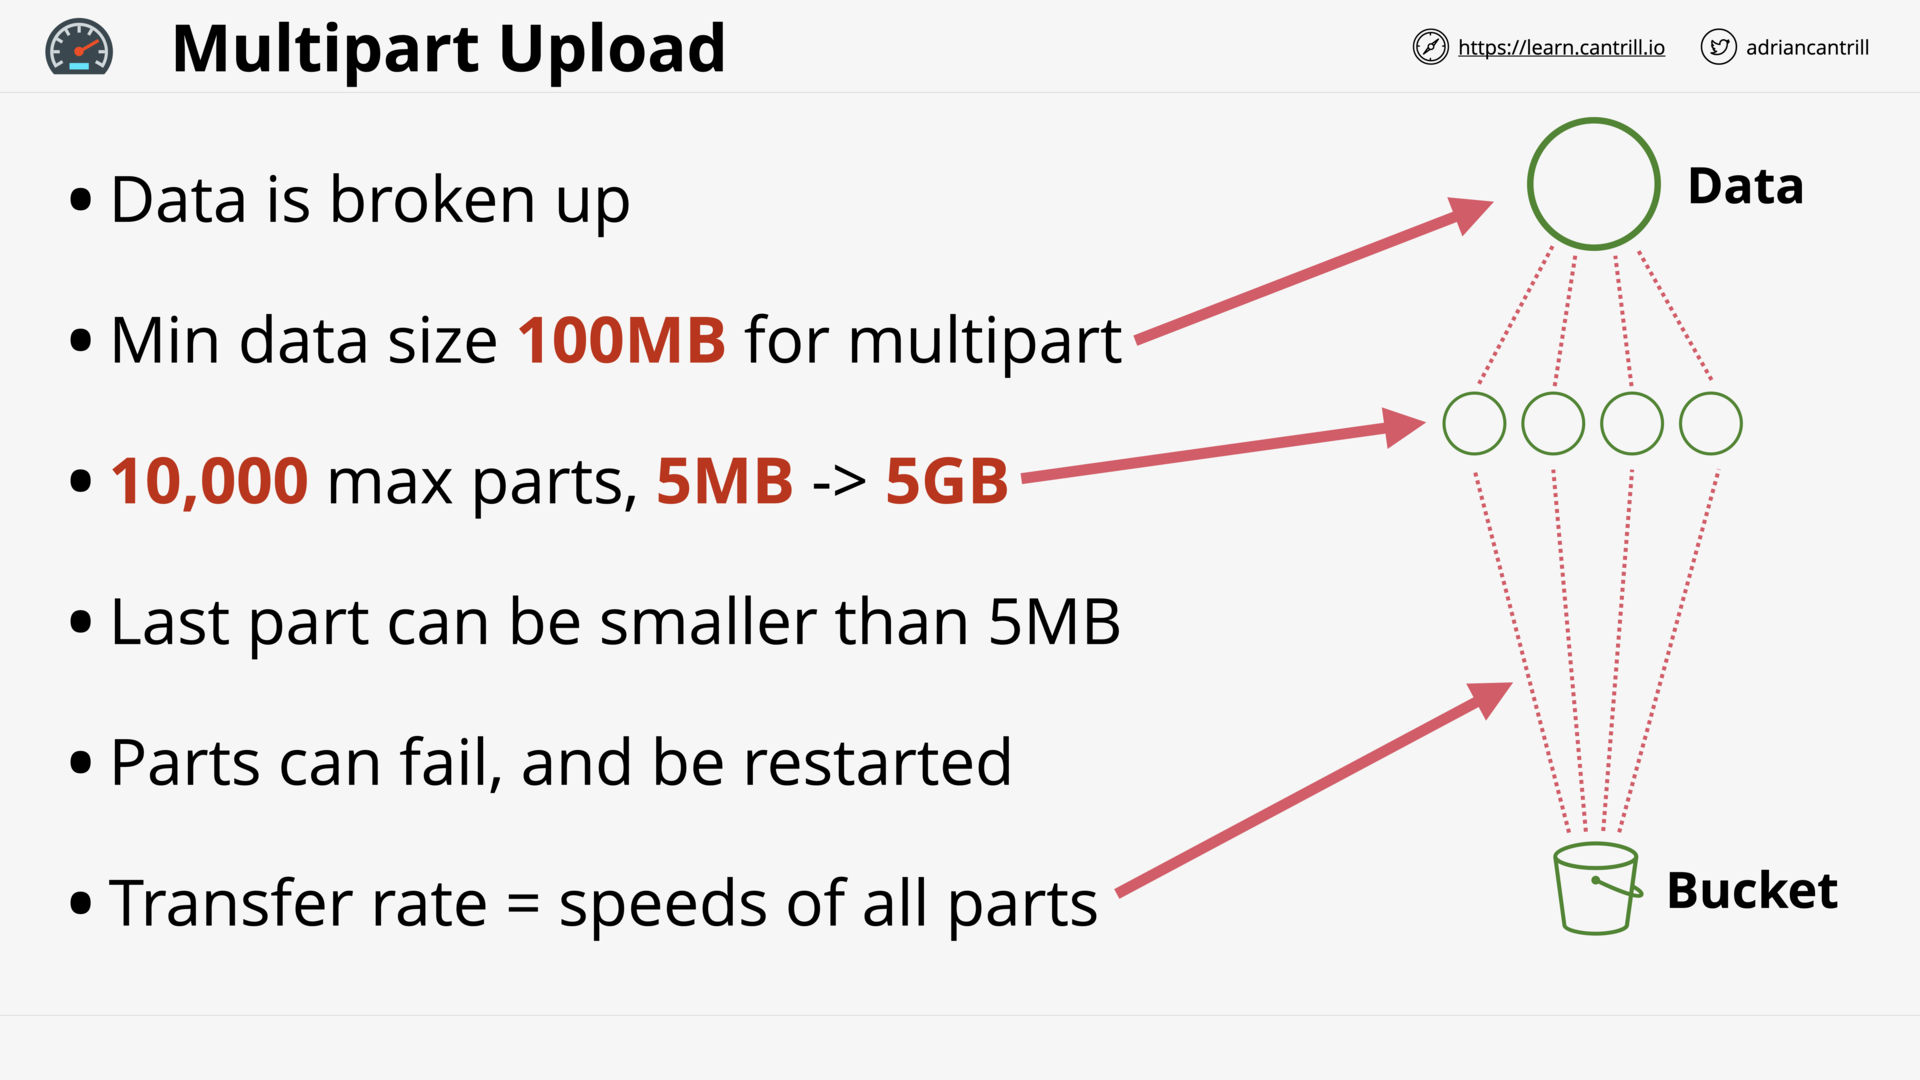 Multipart Upload
https://learn.cantrill.io
adriancantrill
• Data is broken up
• Min data size 100MB for multipart
• 10,000 max parts, 5MB -> 5GB
• Last part can be smaller than 5MB
• Parts can fail, and be restarted
• Transfer rate = speeds of all parts
Data
Bucket